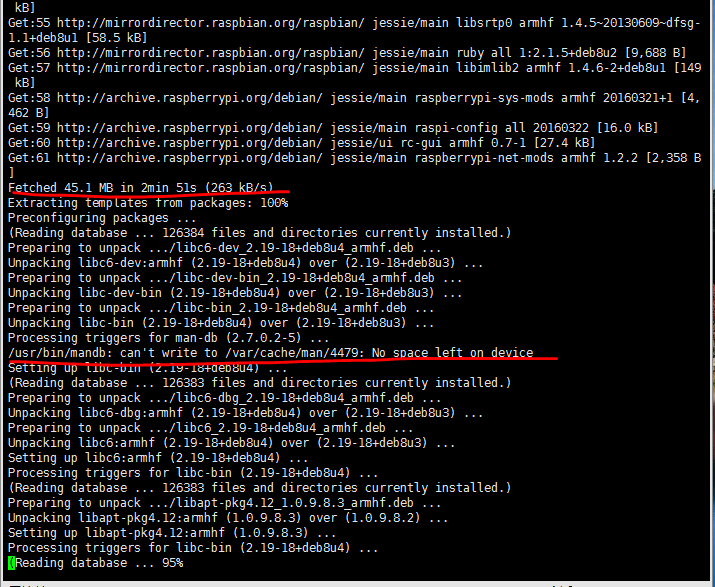 kB]
Get:55 http://mirrordirector.raspbian.org/raspbian/ jessie/main libsrtp0 armhf 1.4.5~20130609~dfsg-
1.1+deb8u1 [58.5 kB]
Get:56 http://mirrordirector.raspbian.org/raspbian/ jessie/main ruby all 1:2.1.5+deb8u2 [9,688 B]
Get:57 http://mirrordirector.raspbian.org/raspbian/ jessie/main libimlib2 armhf 1.4.6-2+deb8u1 [149
kB]
Get:58 http://archive.raspberrypi.org/debian/ jessie/main raspberrypi-sys-mods armhf 20160321+1 [4,
462 B]
Get:59 http://archive.raspberrypi.org/debian/ jessie/main raspi-config all 20160322 [16.0 kB]
Get:60 http://archive.raspberrypi.org/debian/ jessie/ui rc-gui armhf 0.7-1 [27.4 kB]
Get:61 http://archive.raspberrypi.org/debian/ jessie/main raspberrypi-net-mods armhf 1.2.2 [2,358 B
]
Fetched 45.1 MB in 2min 51s (263 kB/s)
Extracting templates from packages: 100%
Preconfiguring packages ...
(Reading database ... 126384 files and directories currently installed.)
Preparing to unpack .../libc6-dev_2.19-18+deb8u4_armhf.deb ...
Unpacking libc6-dev:armhf (2.19-18+deb8u4) over (2.19-18+deb8u3) ...
Preparing to unpack .../libc-dev-bin_2.19-18+deb8u4_armhf.deb ...
Unpacking libc-dev-bin (2.19-18+deb8u4) over (2.19-18+deb8u3) ...
Preparing to unpack .../libc-bin_2.19-18+deb8u4_armhf.deb ...
Unpacking libc-bin (2.19-18+deb8u4) over (2.19-18+deb8u3) ...
Processing triggers for man-db (2.7.0.2-5) ...
/usr/bin/mandb: can't write to /var/cache/man/4479: No space left on device
Setting up libc-bin (2.19-18+deb8u4) ...
(Reading database ... 126383 files and directories currently installed.)
Preparing to unpack .../libc6-dbg_2.19-18+deb8u4_armhf.deb ...
Unpacking libc6-dbg:armhf (2.19-18+deb8u4) over (2.19-18+deb8u3) ...
Preparing to unpack .../libc6_2.19-18+deb8u4_armhf.deb ...
Unpacking libc6:armhf (2.19-18+deb8u4) over (2.19-18+deb8u3) ...
Setting up libc6:armhf (2.19-18+deb8u4) ...
Processing triggers for libc-bin (2.19-18+deb8u4) ...
(Reading database ... 126383 files and directories currently installed.)
Preparing to unpack .../libapt-pkg4.12_1.0.9.8.3_armhf.deb ...
Unpacking libapt-pkg4.12:armhf (1.0.9.8.3) over (1.0.9.8.2) ...
Setting up libapt-pkg4.12:armhf (1.0.9.8.3) ...
Processing triggers for libc-bin (2.19-18+deb8u4) ...
(Reading database ... 95%